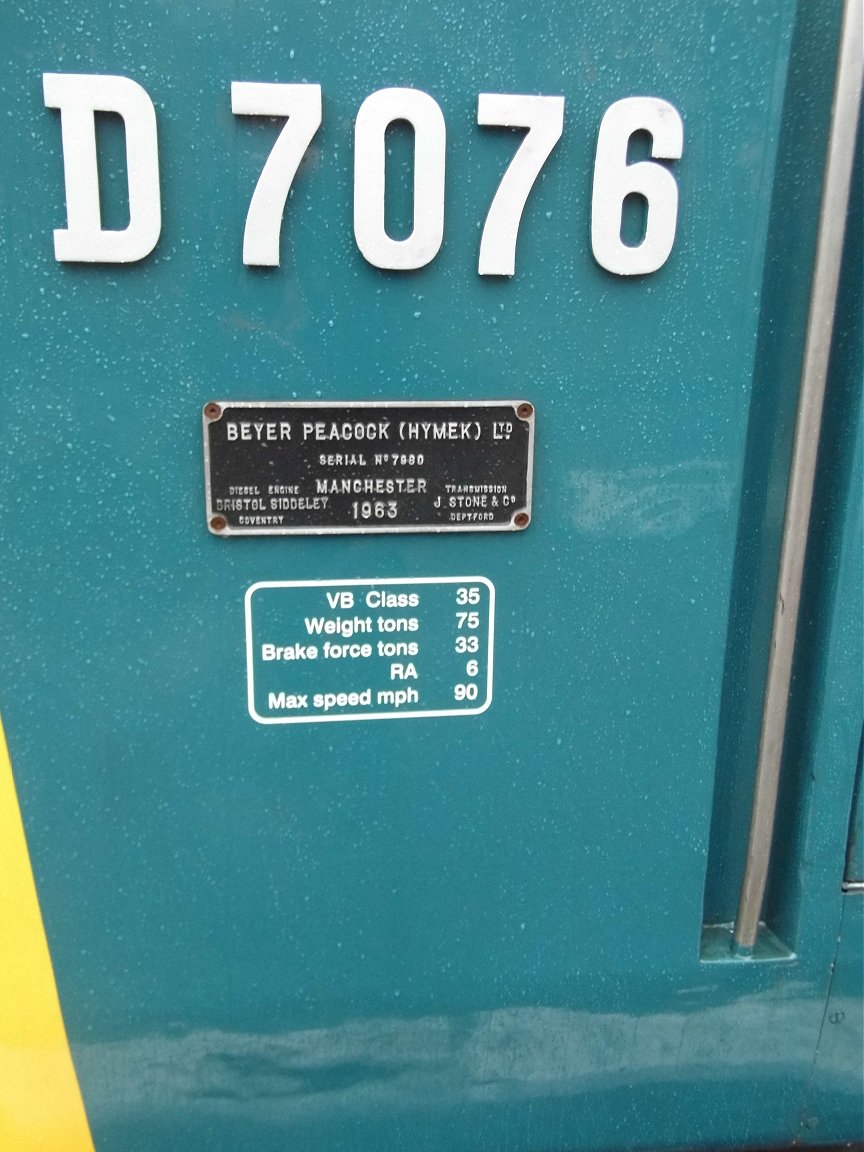 D7076
BEYER PEACOCK (HYMEK) LTD
SERIAL No 7980
MANCHESTER
1963
DIESEL ENGINE
BRISTOL SIDDELEY
COVENTRY
TRANSMISSION
J. STONE & Co
DEPTFORD
VB Class 35
Weight tons 75
Brake force tons 33
RA 6
Max speed mph 90